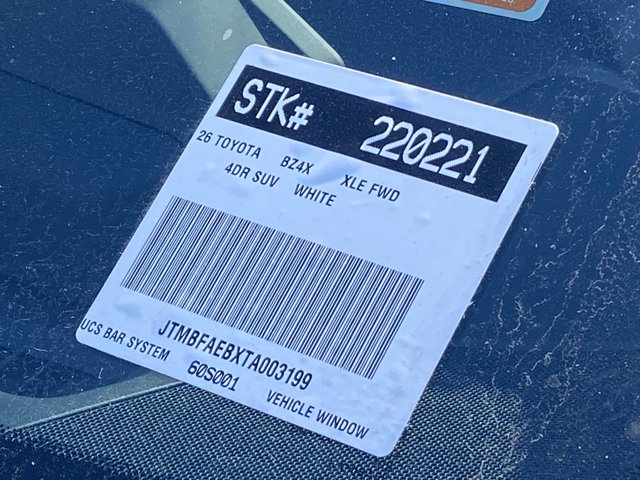 STK# 220221
26 TOYOTA BZ4X XLE FWD
4DR SUV WHITE
JTMBFAEBXTA003199
UCS BAR SYSTEM 60S001 VEHICLE WINDOW